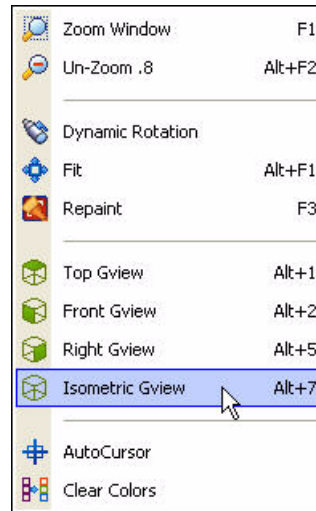 Zoom Window F1
Un-Zoom .8 Alt+F2
Dynamic Rotation
Fit Alt+F1
Repaint F3
Top Gview Alt+1
Front Gview Alt+2
Right Gview Alt+5
Isometric Gview Alt+7
AutoCursor
Clear Colors